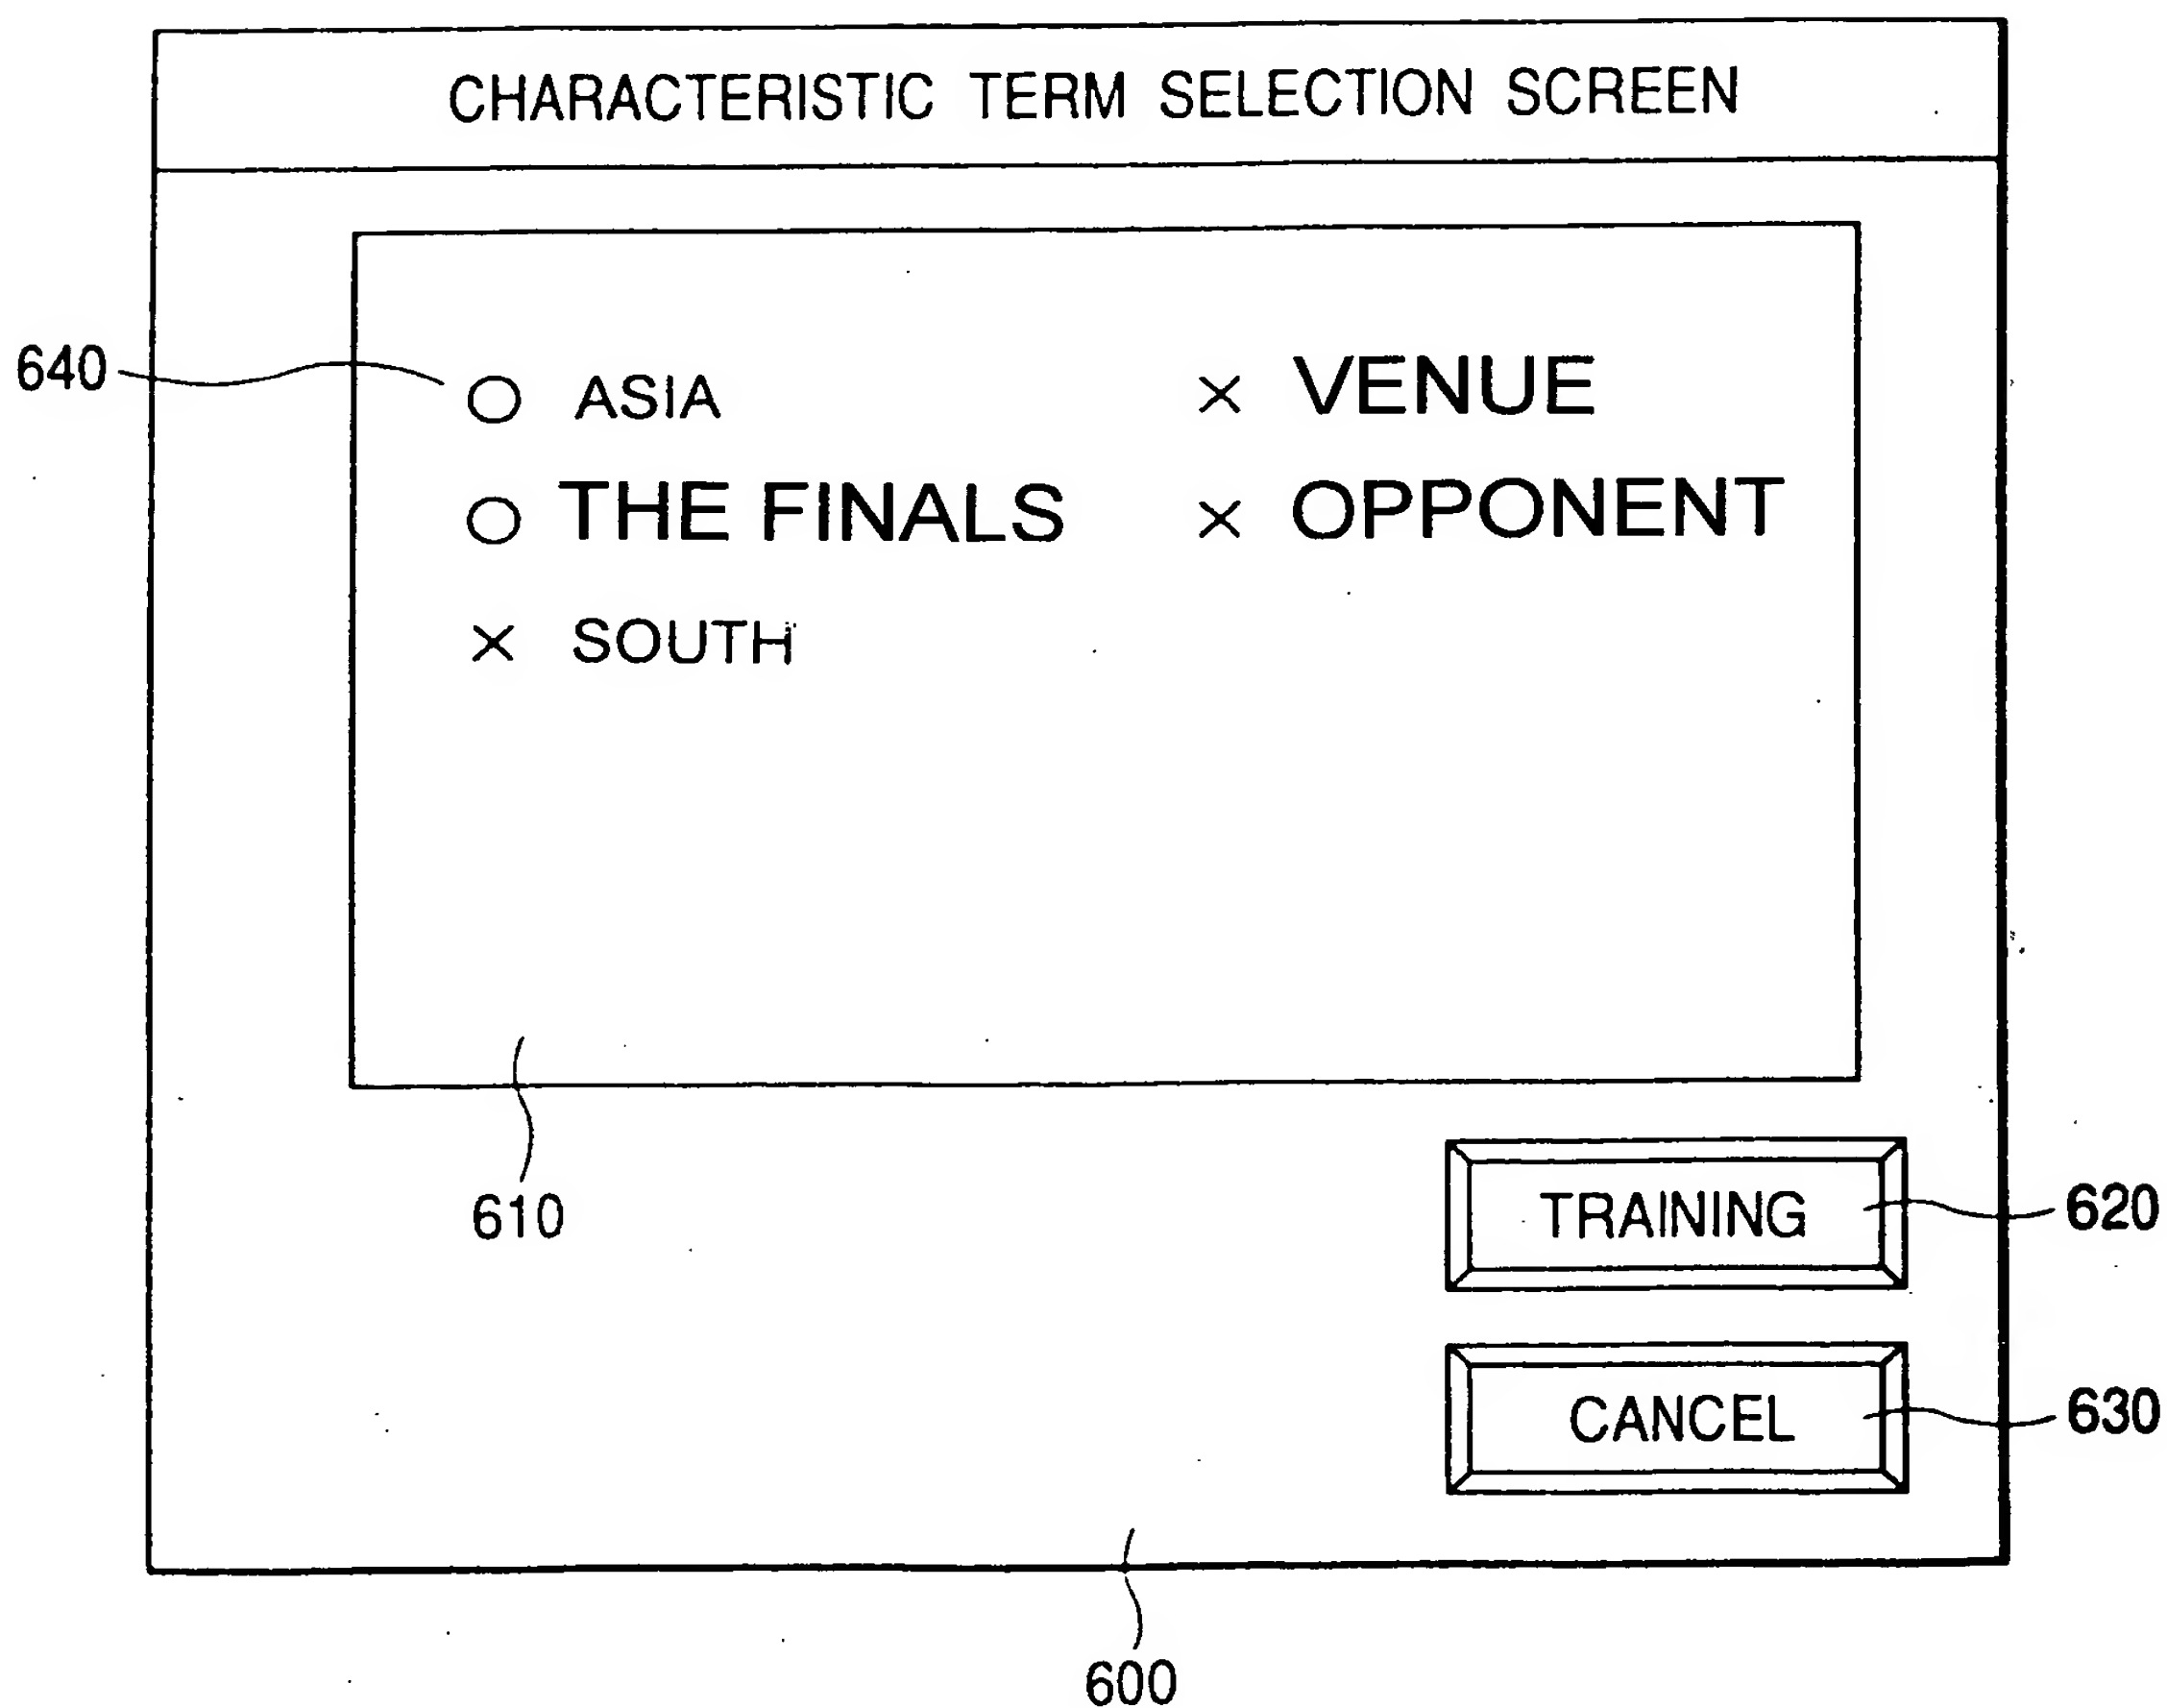 CHARACTERISTIC TERM SELECTION SCREEN
640
○ ASIA × VENUE
○ THE FINALS × OPPONENT
× SOUTH
610
TRAINING 620
CANCEL 630
600